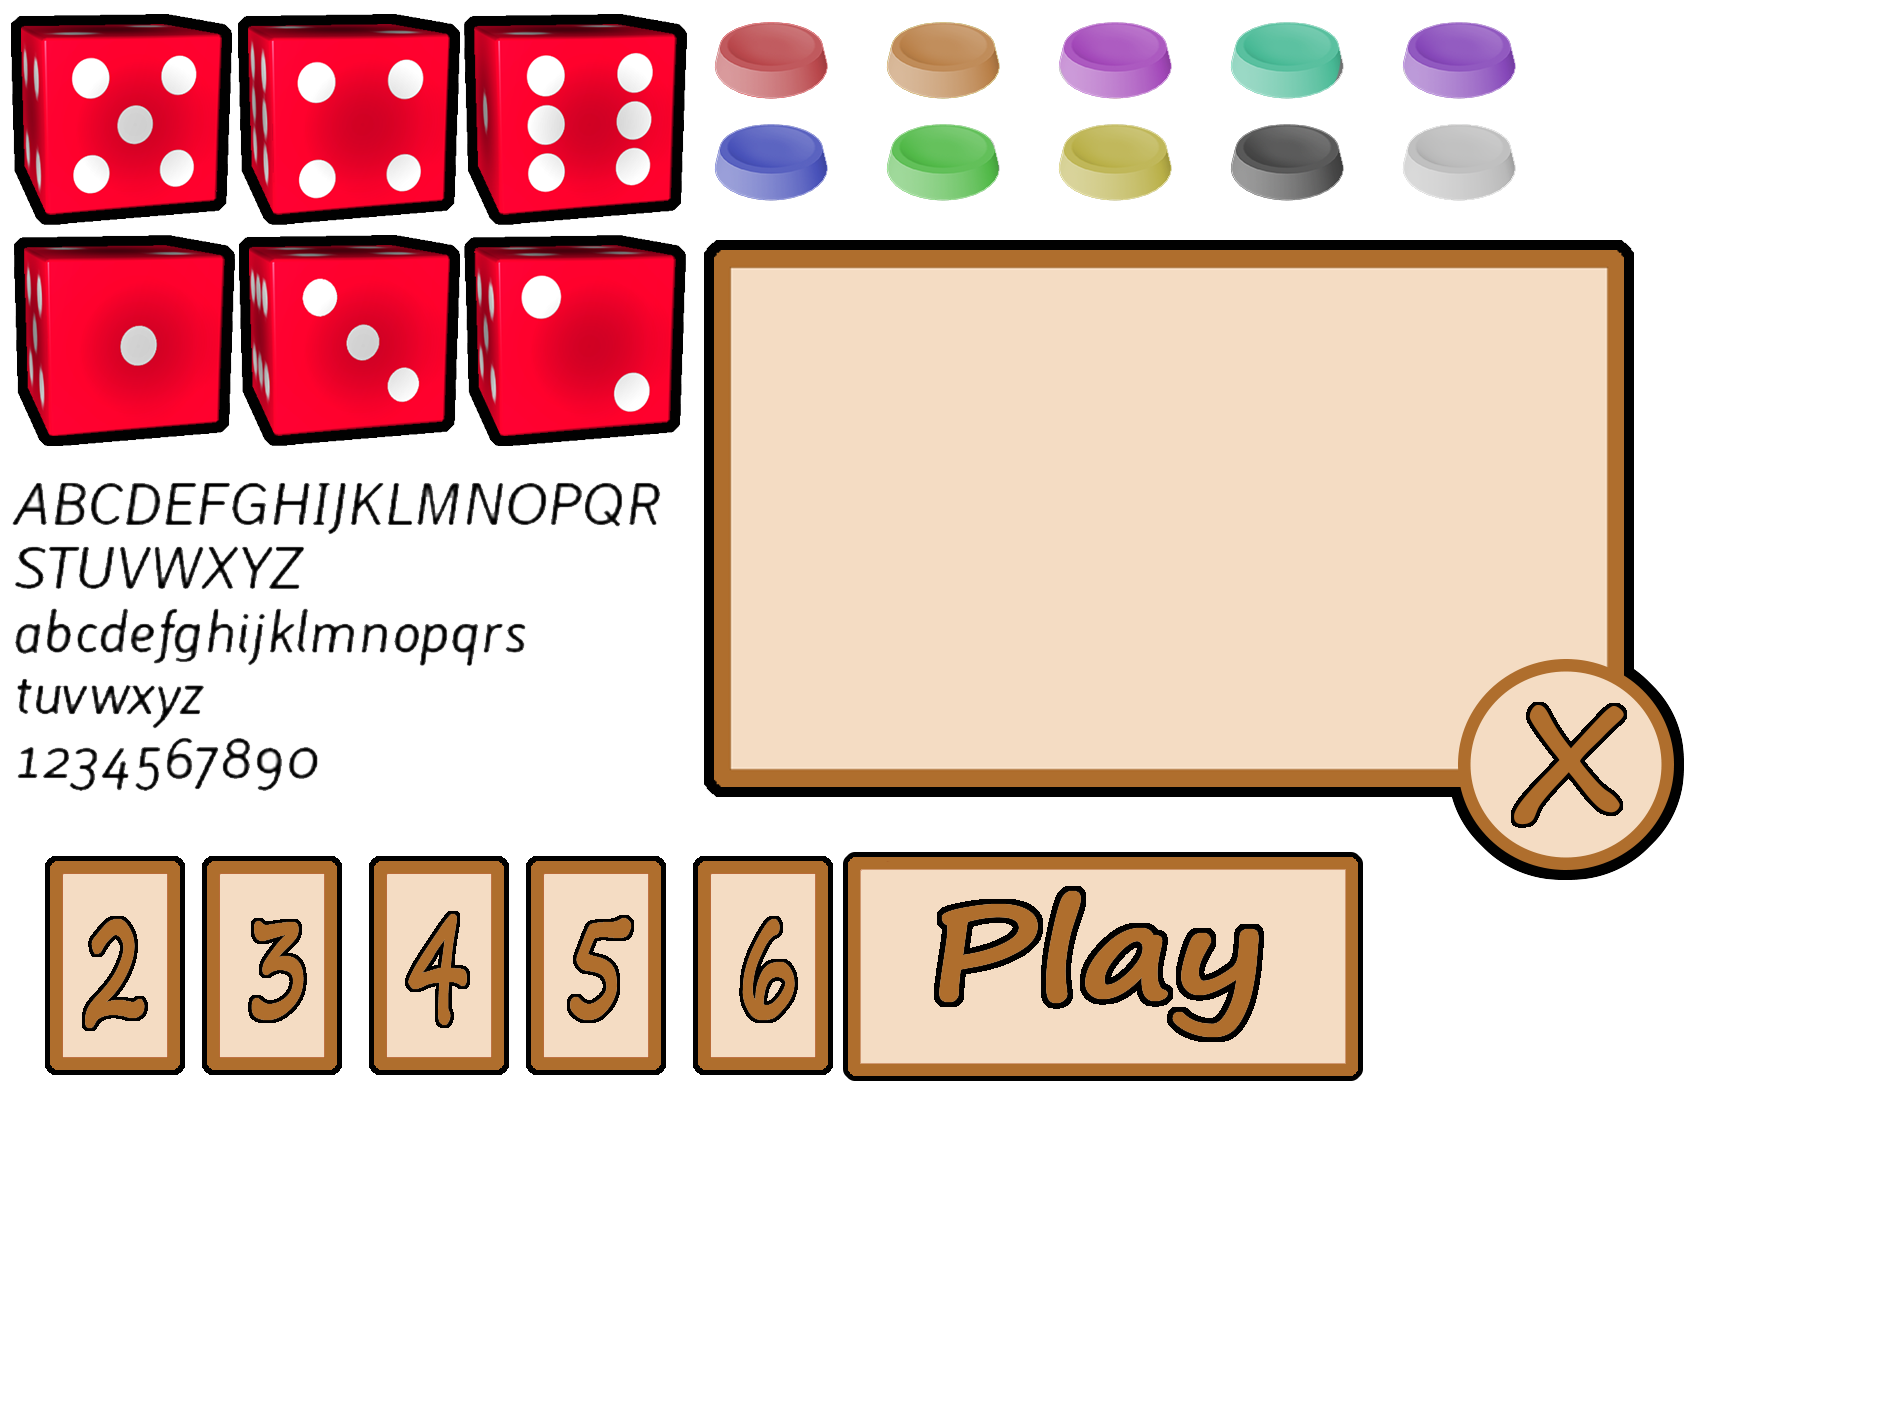 ABCDEFGHIJKLMNOPQR
STUVWXYZ
abcdefghijklmnopqrs
tuvwxyz
1234567890
X
2 3 4 5 6 Play